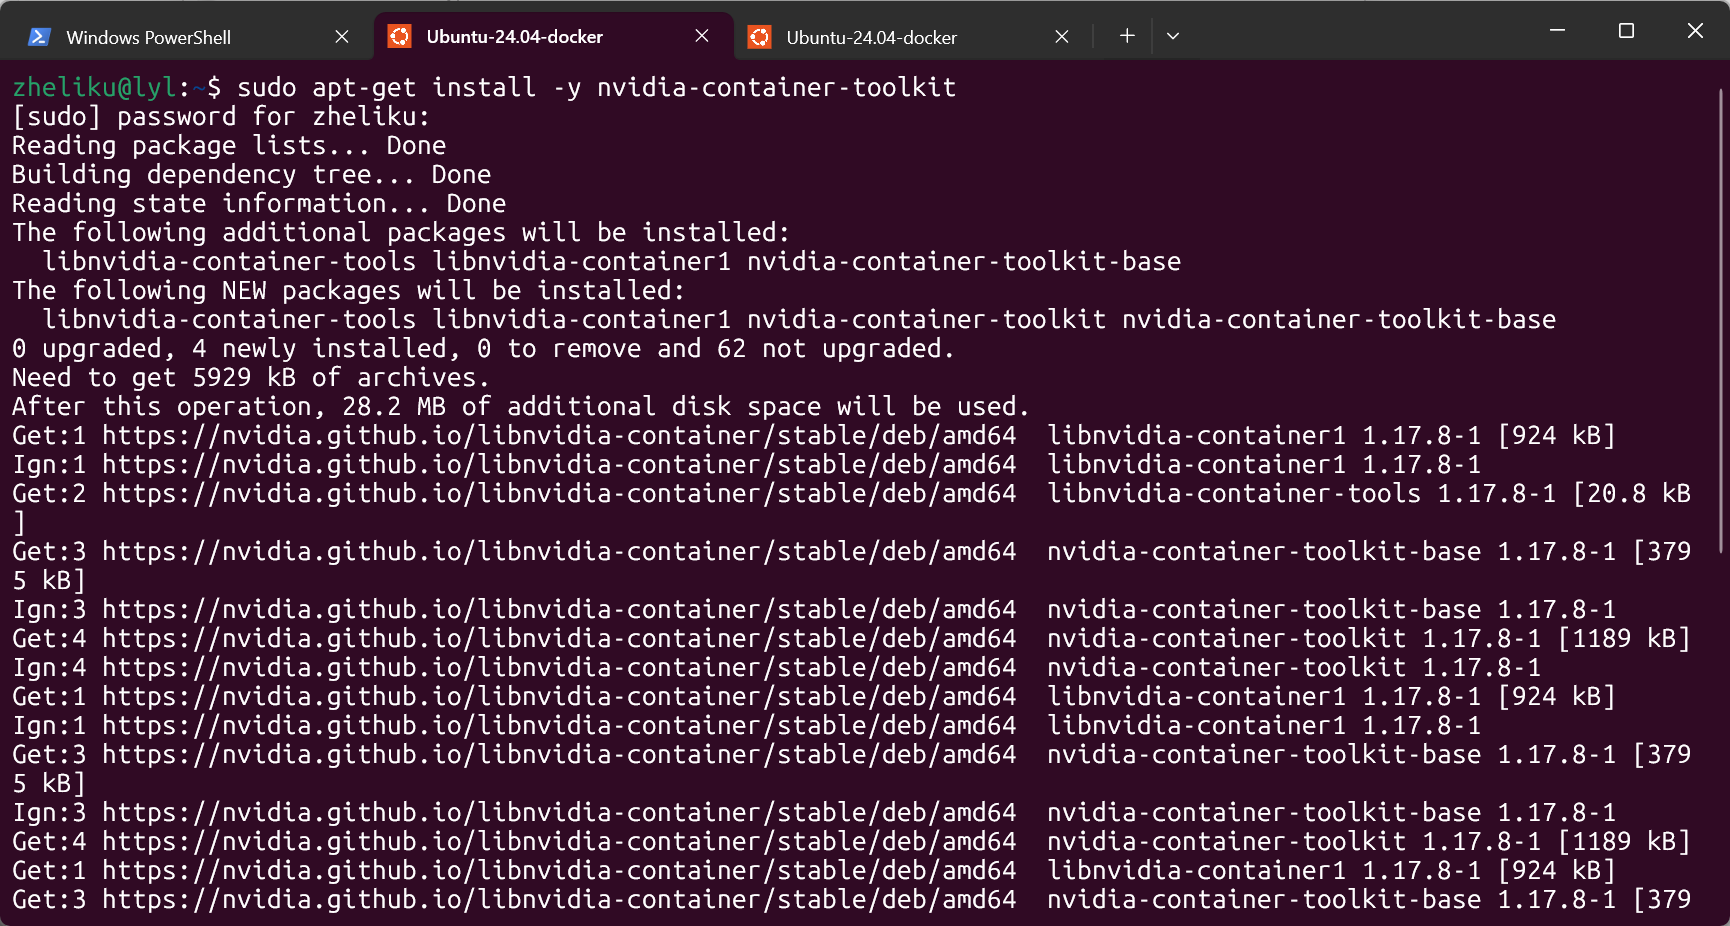 Windows PowerShell
Ubuntu-24.04-docker
Ubuntu-24.04-docker
zheliku@lyl:~$ sudo apt-get install -y nvidia-container-toolkit
[sudo] password for zheliku:
Reading package lists... Done
Building dependency tree... Done
Reading state information... Done
The following additional packages will be installed:
  libnvidia-container-tools libnvidia-container1 nvidia-container-toolkit-base
The following NEW packages will be installed:
  libnvidia-container-tools libnvidia-container1 nvidia-container-toolkit nvidia-container-toolkit-base
0 upgraded, 4 newly installed, 0 to remove and 62 not upgraded.
Need to get 5929 kB of archives.
After this operation, 28.2 MB of additional disk space will be used.
Get:1 https://nvidia.github.io/libnvidia-container/stable/deb/amd64  libnvidia-container1 1.17.8-1 [924 kB]
Ign:1 https://nvidia.github.io/libnvidia-container/stable/deb/amd64  libnvidia-container1 1.17.8-1
Get:2 https://nvidia.github.io/libnvidia-container/stable/deb/amd64  libnvidia-container-tools 1.17.8-1 [20.8 kB
]
Get:3 https://nvidia.github.io/libnvidia-container/stable/deb/amd64  nvidia-container-toolkit-base 1.17.8-1 [379
5 kB]
Ign:3 https://nvidia.github.io/libnvidia-container/stable/deb/amd64  nvidia-container-toolkit-base 1.17.8-1
Get:4 https://nvidia.github.io/libnvidia-container/stable/deb/amd64  nvidia-container-toolkit 1.17.8-1 [1189 kB]
Ign:4 https://nvidia.github.io/libnvidia-container/stable/deb/amd64  nvidia-container-toolkit 1.17.8-1
Get:1 https://nvidia.github.io/libnvidia-container/stable/deb/amd64  libnvidia-container1 1.17.8-1 [924 kB]
Ign:1 https://nvidia.github.io/libnvidia-container/stable/deb/amd64  libnvidia-container1 1.17.8-1
Get:3 https://nvidia.github.io/libnvidia-container/stable/deb/amd64  nvidia-container-toolkit-base 1.17.8-1 [379
5 kB]
Ign:3 https://nvidia.github.io/libnvidia-container/stable/deb/amd64  nvidia-container-toolkit-base 1.17.8-1
Get:4 https://nvidia.github.io/libnvidia-container/stable/deb/amd64  nvidia-container-toolkit 1.17.8-1 [1189 kB]
Get:1 https://nvidia.github.io/libnvidia-container/stable/deb/amd64  libnvidia-container1 1.17.8-1 [924 kB]
Get:3 https://nvidia.github.io/libnvidia-container/stable/deb/amd64  nvidia-container-toolkit-base 1.17.8-1 [379